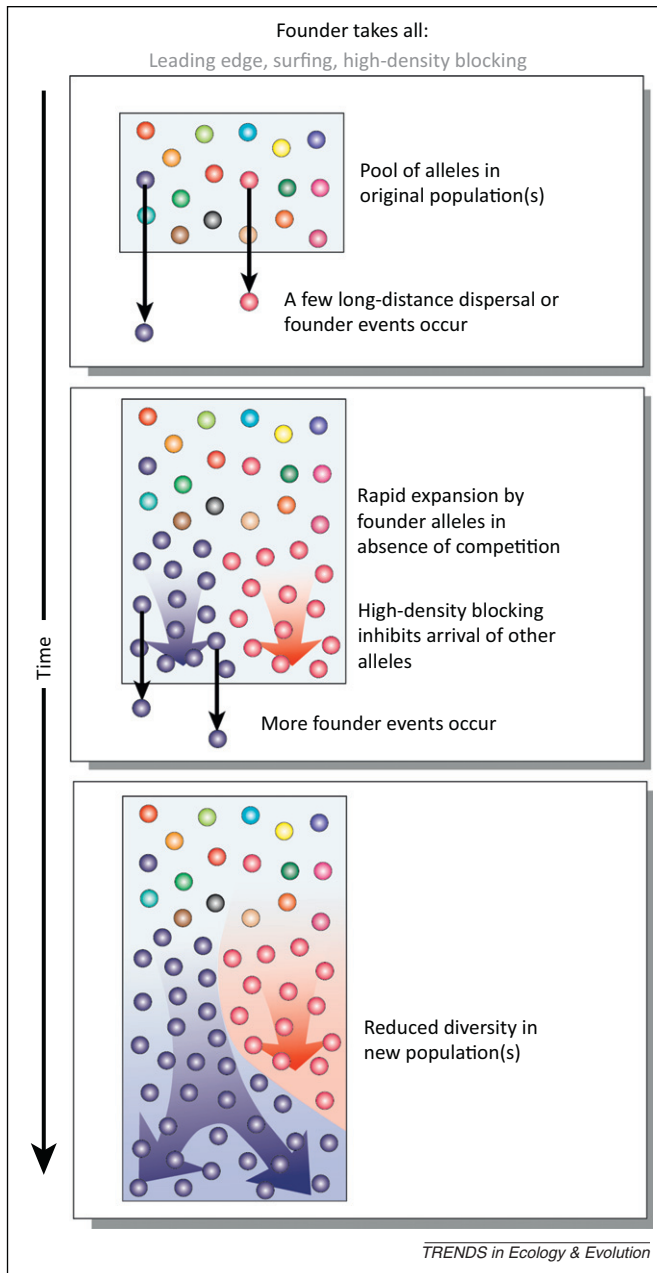 Founder takes all:
Leading edge, surfing, high-density blocking
Time
Pool of alleles in
original population(s)
A few long-distance dispersal or
founder events occur
Rapid expansion by
founder alleles in
absence of competition
High-density blocking
inhibits arrival of other
alleles
More founder events occur
Reduced diversity in
new population(s)
TRENDS in Ecology & Evolution